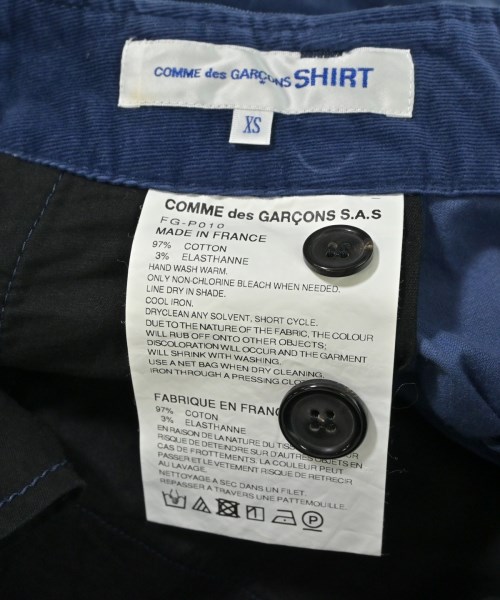 COMME des GARÇONS SHIRT
XS
COMME des GARÇONS S.A.S
FG-P010
MADE IN FRANCE
97% COTTON
3% ELASTHANNE
HAND WASH WARM.
ONLY NON-CHLORINE BLEACH WHEN NEEDED.
LINE DRY IN SHADE.
COOL IRON.
DRYCLEAN ANY SOLVENT, SHORT CYCLE.
DUE TO THE NATURE OF THE FABRIC, THE COLOUR
WILL RUB OFF ONTO OTHER OBJECTS;
DISCOLORATION WILL OCCUR AND THE GARMENT
WILL SHRINK WITH WASHING.
USE A NET BAG WHEN DRY CLEANING.
IRON THROUGH A PRESSING
FABRIQUE EN
97% COTON
3% ELASTHANNE
EN RAISON DE LA NATURE DU
RISQUE DE DETEINDRE SUR D'AUTRES OBJETS EN
CAS DE FROTTEMENTS. LA COULEUR PEUT
PASSER ET LE VETEMENT RISQUE DE RETRECIR
AU LAVAGE.
NETTOYAGE A SEC DANS UN FILET.
REPASSER A TRAVERS UNE PATTEMOUILLE.
P